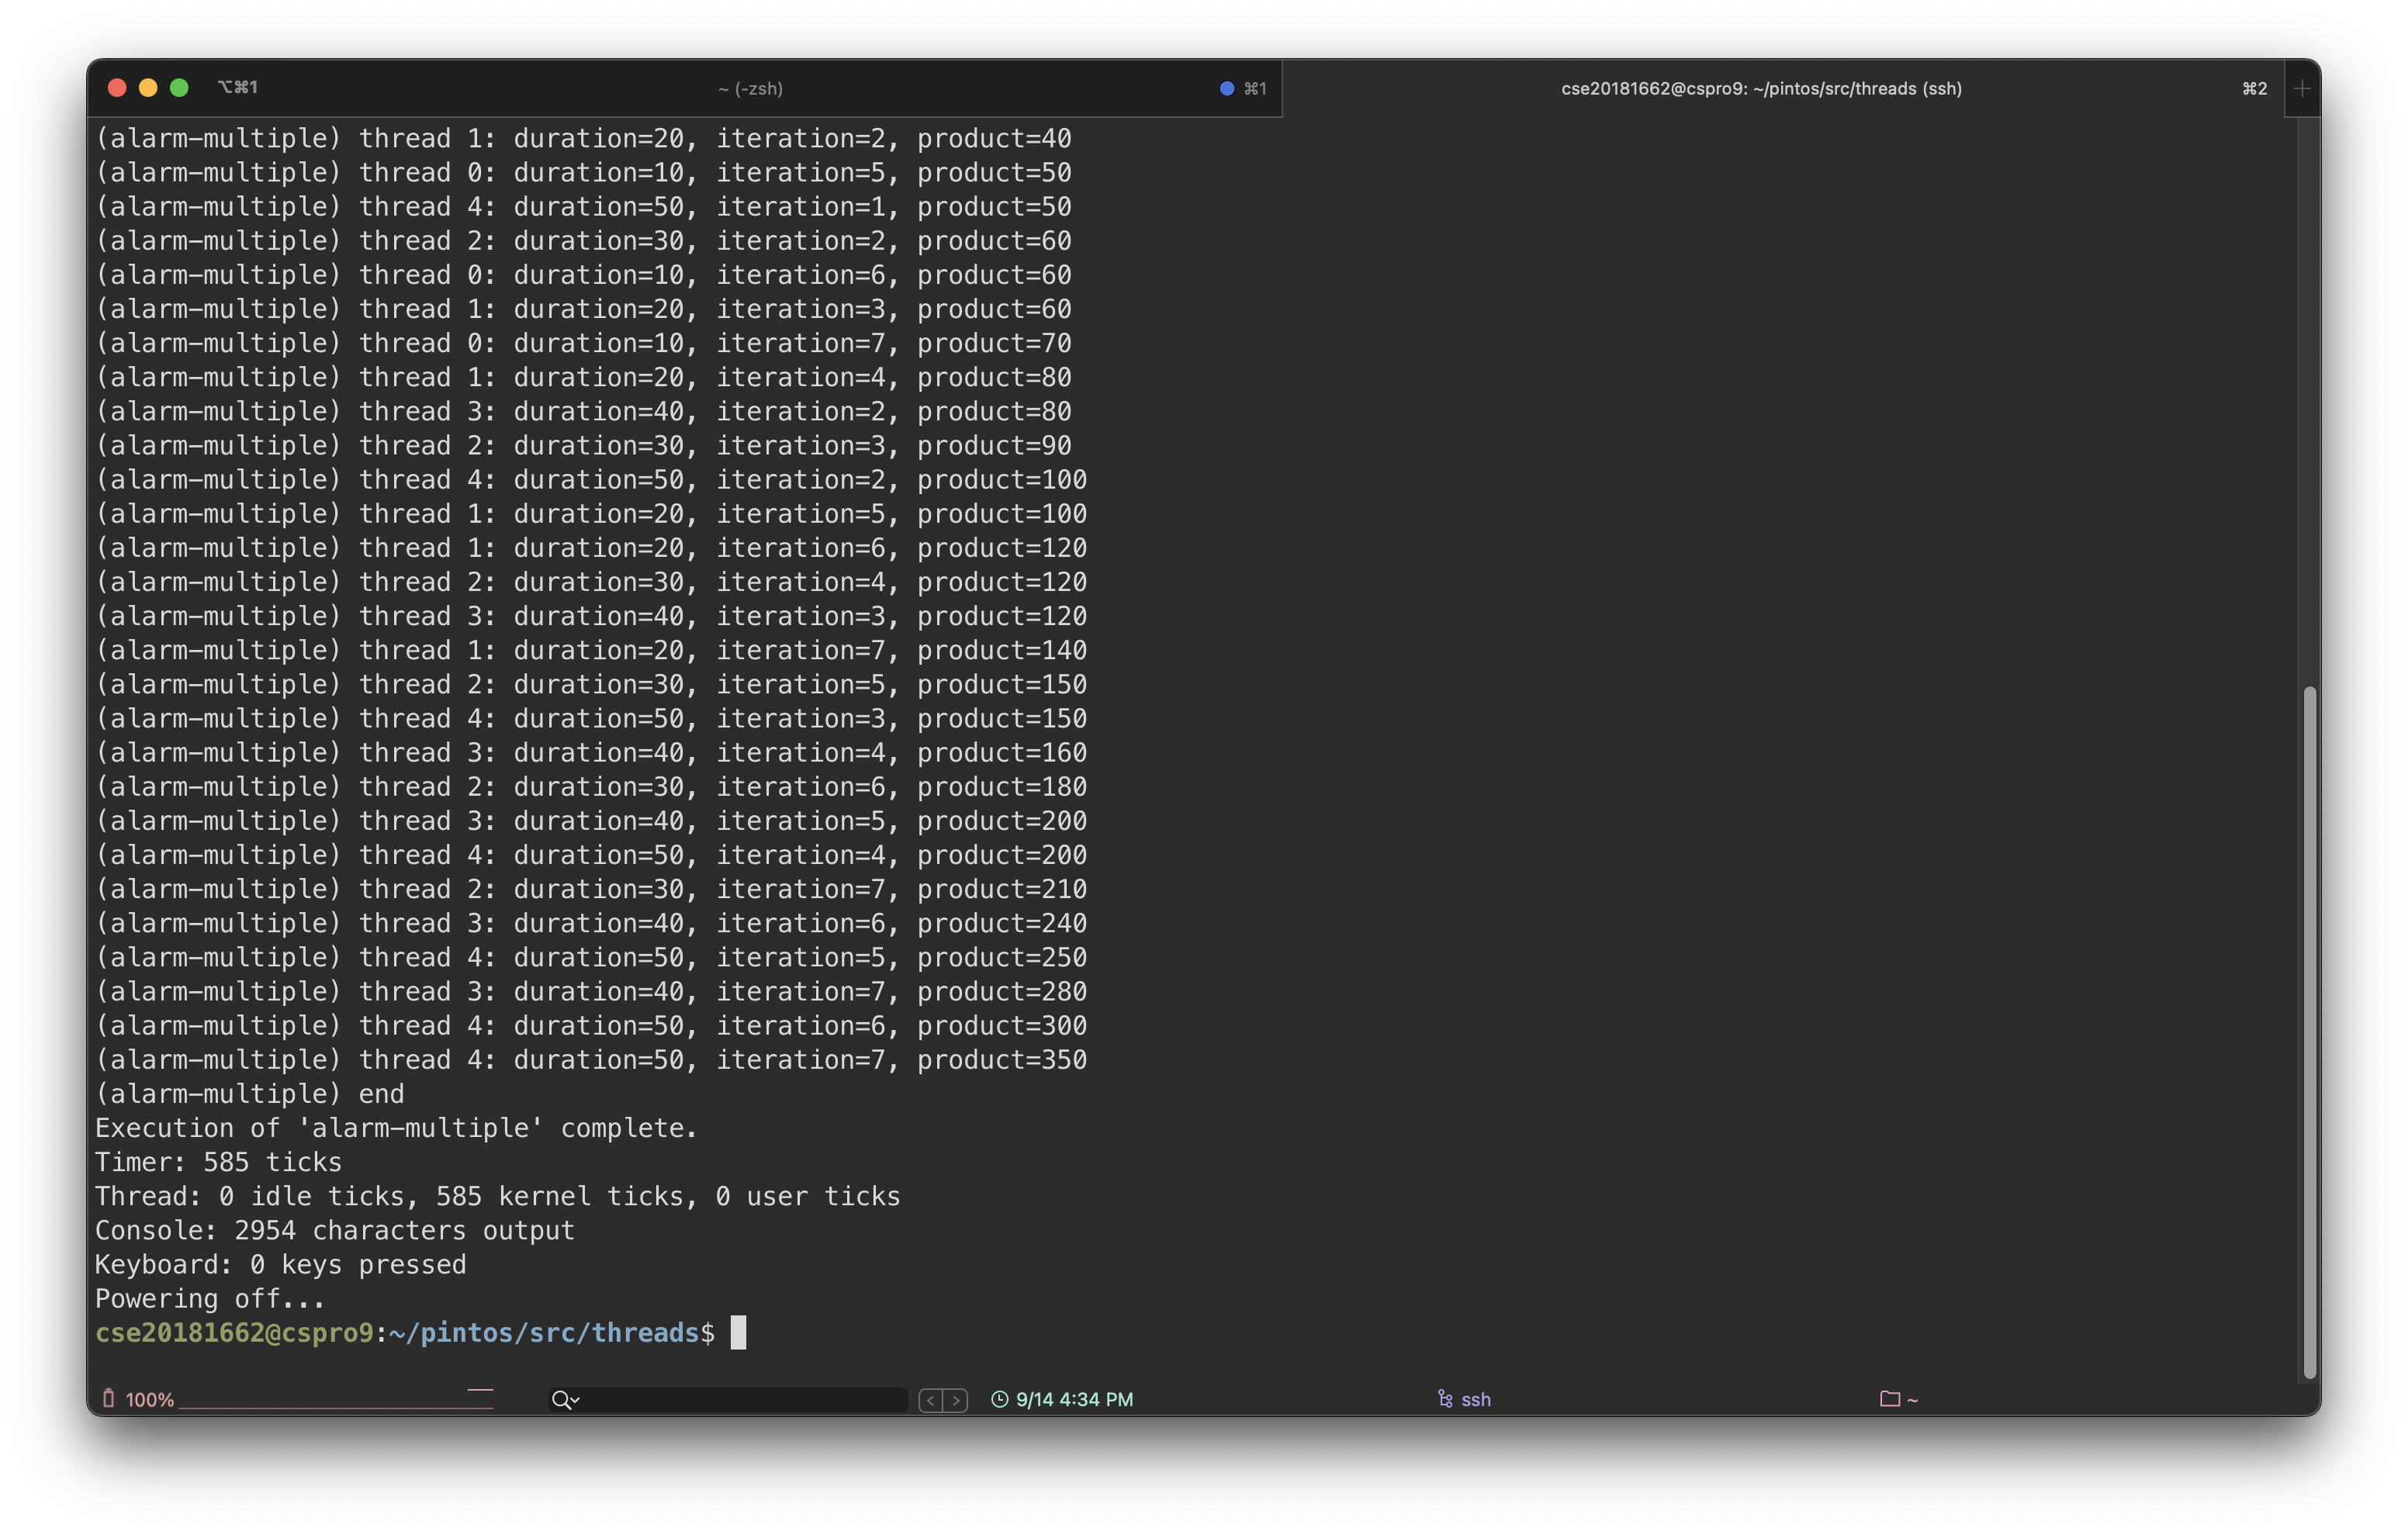 ⌥⌘1 ~ (-zsh) ⌘1 cse20181662@cspro9: ~/pintos/src/threads (ssh) ⌘2 +
(alarm-multiple) thread 1: duration=20, iteration=2, product=40
(alarm-multiple) thread 0: duration=10, iteration=5, product=50
(alarm-multiple) thread 4: duration=50, iteration=1, product=50
(alarm-multiple) thread 2: duration=30, iteration=2, product=60
(alarm-multiple) thread 0: duration=10, iteration=6, product=60
(alarm-multiple) thread 1: duration=20, iteration=3, product=60
(alarm-multiple) thread 0: duration=10, iteration=7, product=70
(alarm-multiple) thread 1: duration=20, iteration=4, product=80
(alarm-multiple) thread 3: duration=40, iteration=2, product=80
(alarm-multiple) thread 2: duration=30, iteration=3, product=90
(alarm-multiple) thread 4: duration=50, iteration=2, product=100
(alarm-multiple) thread 1: duration=20, iteration=5, product=100
(alarm-multiple) thread 1: duration=20, iteration=6, product=120
(alarm-multiple) thread 2: duration=30, iteration=4, product=120
(alarm-multiple) thread 3: duration=40, iteration=3, product=120
(alarm-multiple) thread 1: duration=20, iteration=7, product=140
(alarm-multiple) thread 2: duration=30, iteration=5, product=150
(alarm-multiple) thread 4: duration=50, iteration=3, product=150
(alarm-multiple) thread 3: duration=40, iteration=4, product=160
(alarm-multiple) thread 2: duration=30, iteration=6, product=180
(alarm-multiple) thread 3: duration=40, iteration=5, product=200
(alarm-multiple) thread 4: duration=50, iteration=4, product=200
(alarm-multiple) thread 2: duration=30, iteration=7, product=210
(alarm-multiple) thread 3: duration=40, iteration=6, product=240
(alarm-multiple) thread 4: duration=50, iteration=5, product=250
(alarm-multiple) thread 3: duration=40, iteration=7, product=280
(alarm-multiple) thread 4: duration=50, iteration=6, product=300
(alarm-multiple) thread 4: duration=50, iteration=7, product=350
(alarm-multiple) end
Execution of 'alarm-multiple' complete.
Timer: 585 ticks
Thread: 0 idle ticks, 585 kernel ticks, 0 user ticks
Console: 2954 characters output
Keyboard: 0 keys pressed
Powering off...
cse20181662@cspro9:~/pintos/src/threads$
100% 9/14 4:34 PM ssh ~